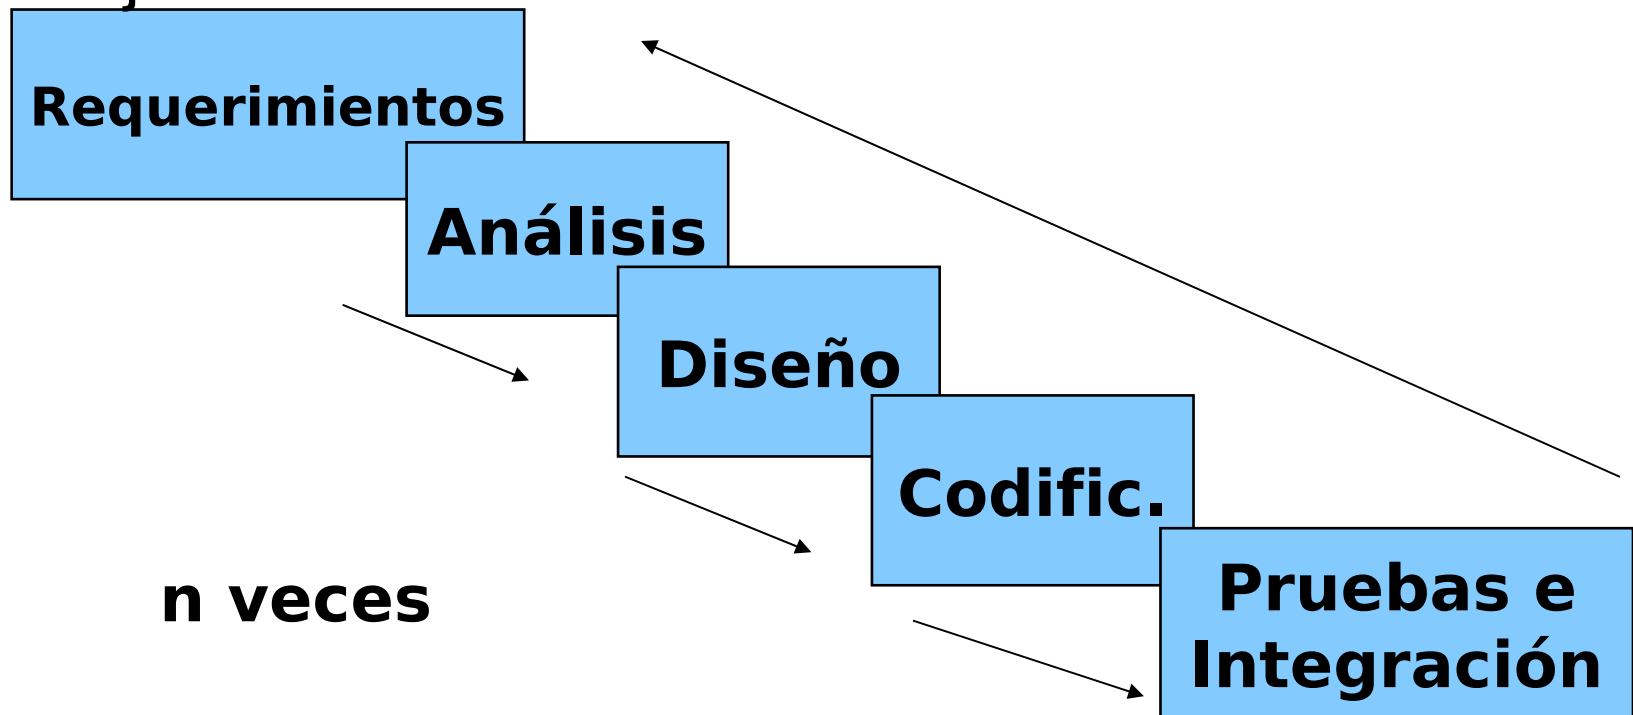 Requerimientos
Análisis
Diseño
Codific.
n veces
Pruebas e
Integración